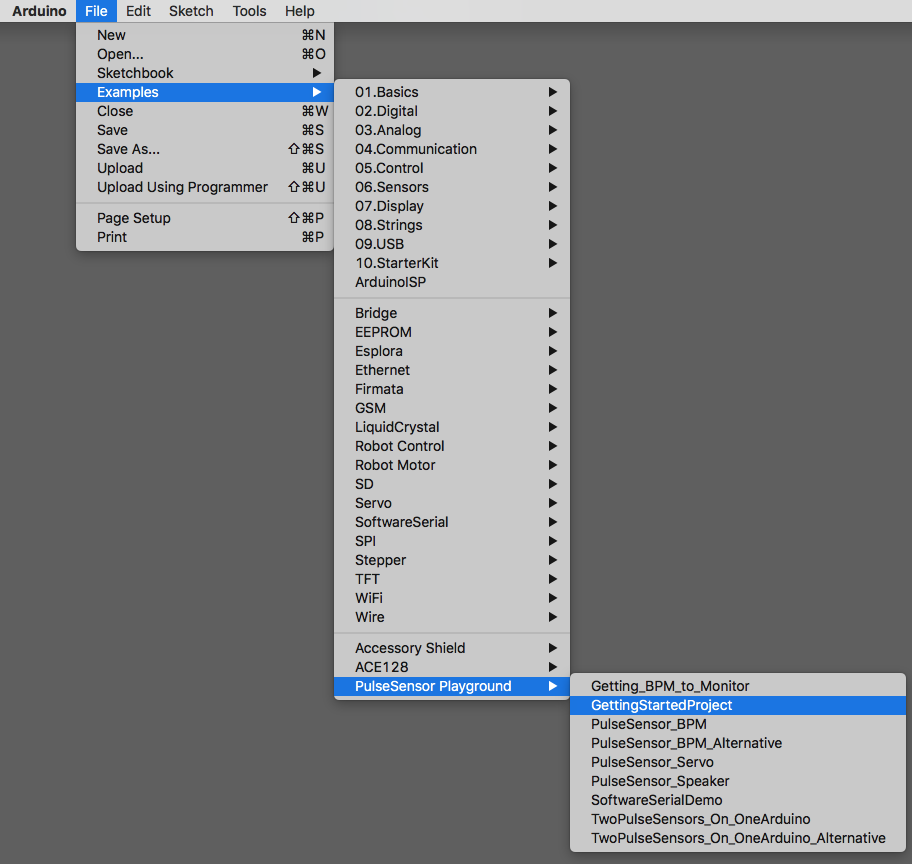 Arduino File Edit Sketch Tools Help
New ⌘N
Open... ⌘O
Sketchbook ▶
Examples ▶
Close ⌘W
Save ⌘S
Save As... ⇧⌘S
Upload ⌘U
Upload Using Programmer ⇧⌘U
Page Setup ⇧⌘P
Print ⌘P
01.Basics ▶
02.Digital ▶
03.Analog ▶
04.Communication ▶
05.Control ▶
06.Sensors ▶
07.Display ▶
08.Strings ▶
09.USB ▶
10.StarterKit ▶
ArduinoISP
Bridge ▶
EEPROM ▶
Esplora ▶
Ethernet ▶
Firmata ▶
GSM ▶
LiquidCrystal ▶
Robot Control ▶
Robot Motor ▶
SD ▶
Servo ▶
SoftwareSerial ▶
SPI ▶
Stepper ▶
TFT ▶
WiFi ▶
Wire ▶
Accessory Shield ▶
ACE128 ▶
PulseSensor Playground ▶
Getting_BPM_to_Monitor
GettingStartedProject
PulseSensor_BPM
PulseSensor_BPM_Alternative
PulseSensor_Servo
PulseSensor_Speaker
SoftwareSerialDemo
TwoPulseSensors_On_OneArduino
TwoPulseSensors_On_OneArduino_Alternative